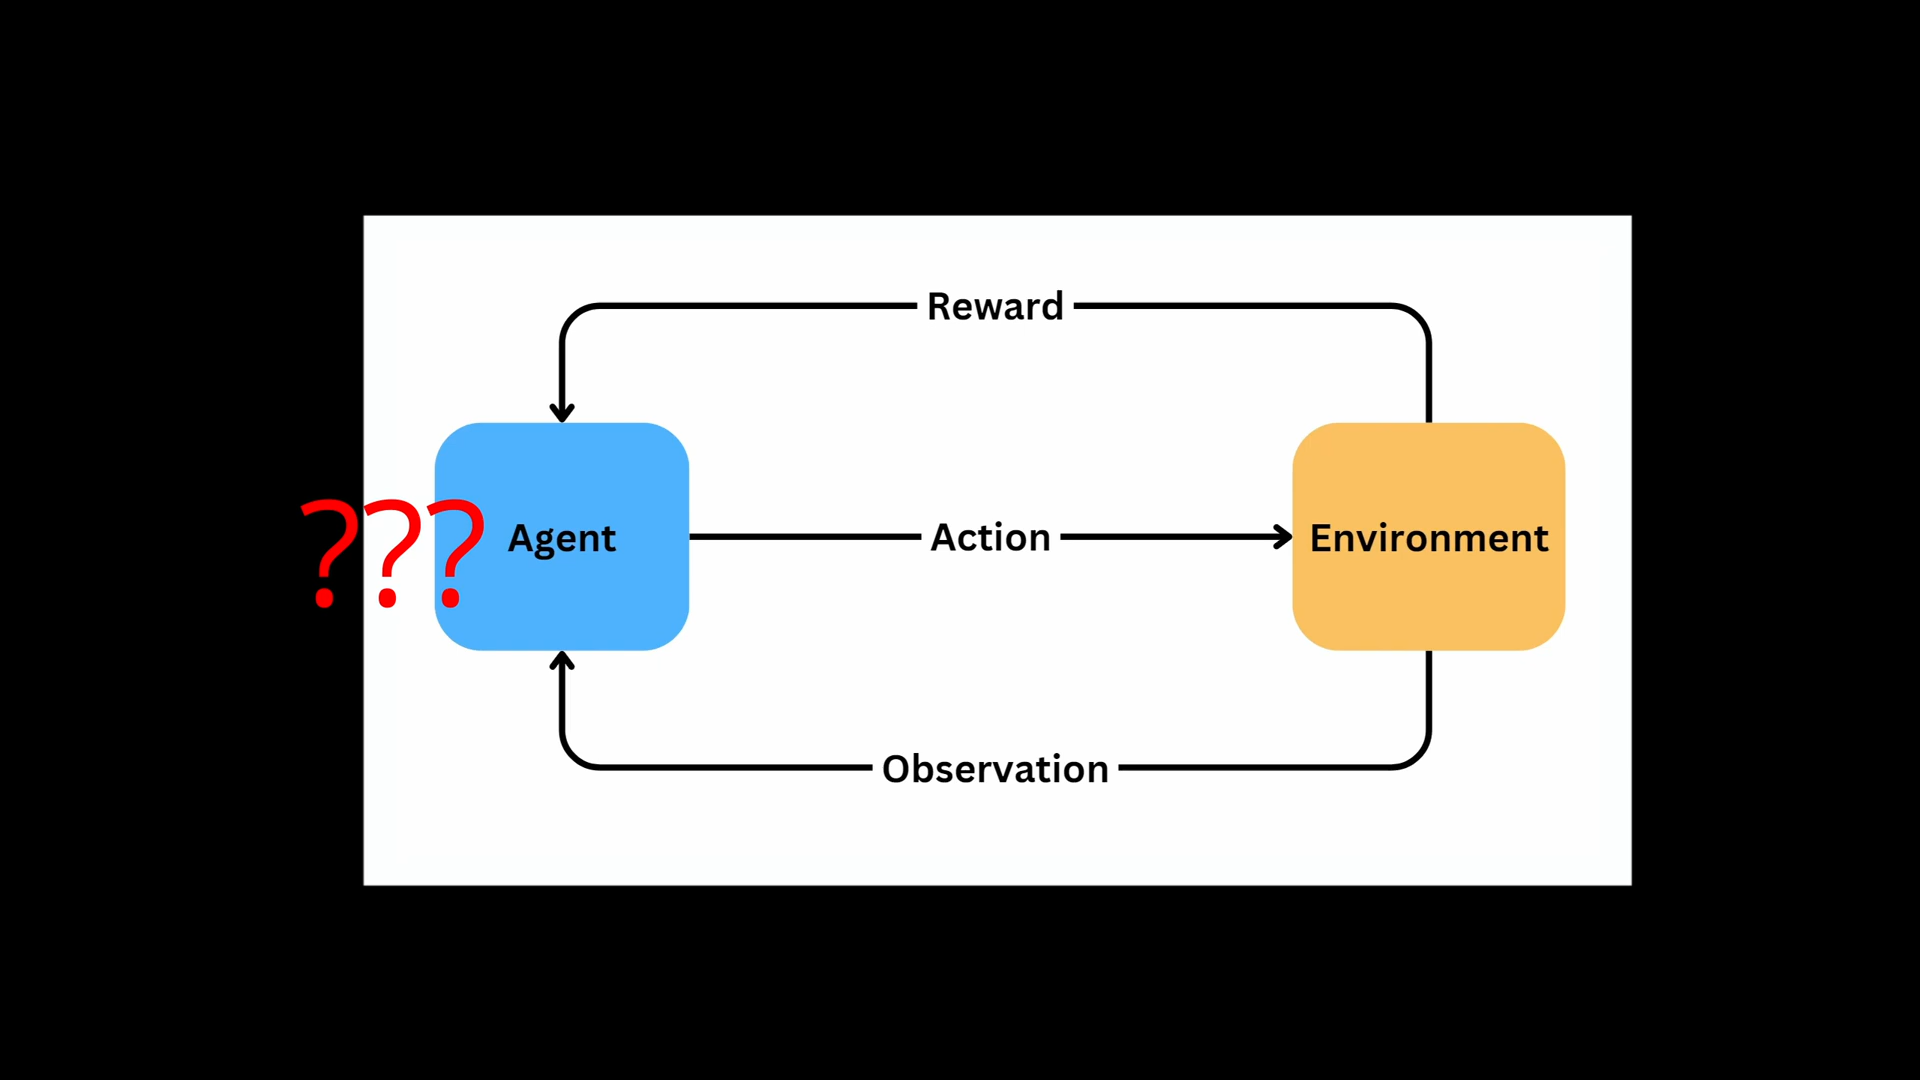 Reward
??? Agent
Action
Environment
Observation